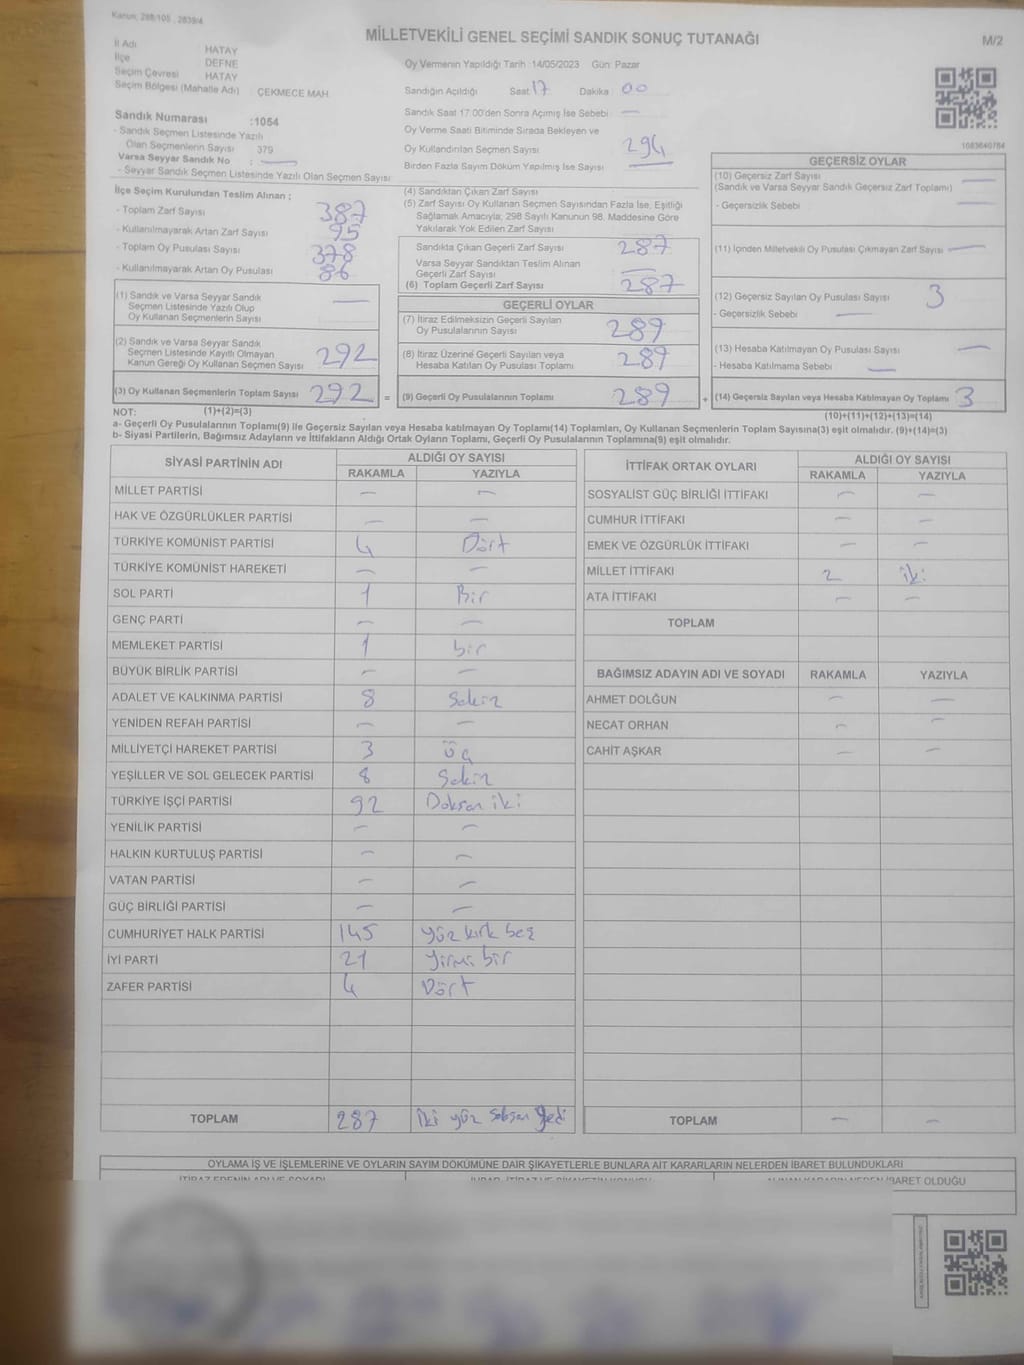 Kanun: 298/105 , 2839/4
MİLLETVEKİLİ GENEL SEÇİMİ SANDIK SONUÇ TUTANAĞI
M/2
İl Adı HATAY
İlçe DEFNE
Seçim Çevresi HATAY
Seçim Bölgesi (Mahalle Adı) : ÇEKMECE MAH.
Oy Vermenin Yapıldığı Tarih :14/05/2023 Gün: Pazar
Sandığın Açıldığı Saat 17 Dakika : 00
Sandık Saat 17:00'den Sonra Açımış İse Sebebi : —
Oy Verme Saati Bitiminde Sırada Bekleyen ve
Oy Kullandırılan Seçmen Sayısı : 294
Birden Fazla Sayım Döküm Yapılmış İse Sayısı
Sandık Numarası :1054
- Sandık Seçmen Listesinde Yazılı
Olan Seçmenlerin Sayısı 379
Varsa Seyyar Sandık No : —
- Seyyar Sandık Seçmen Listesinde Yazılı Olan Seçmen Sayısı
İlçe Seçim Kurulundan Teslim Alınan ;
- Toplam Zarf Sayısı 387
- Kullanılmayarak Artan Zarf Sayısı 95
- Toplam Oy Pusulası Sayısı 378
- Kullanılmayarak Artan Oy Pusulası 86
(1) Sandık ve Varsa Seyyar Sandık
Seçmen Listesinde Yazılı Olup
Oy Kullanan Seçmenlerin Sayısı —
(2) Sandık ve Varsa Seyyar Sandık
Seçmen Listesinde Kayıtlı Olmayan
Kanun Gereği Oy Kullanan Seçmen Sayısı 292
(3) Oy Kullanan Seçmenlerin Toplam Sayısı 292 =
(4) Sandıktan Çıkan Zarf Sayısı
(5) Zarf Sayısı Oy Kullanan Seçmen Sayısından Fazla İse, Eşitliği
Sağlamak Amacıyla; 298 Sayılı Kanunun 98. Maddesine Göre
Yakılarak Yok Edilen Zarf Sayısı
Sandıkta Çıkan Geçerli Zarf Sayısı 287
Varsa Seyyar Sandıktan Teslim Alınan
Geçerli Zarf Sayısı —
(6) Toplam Geçerli Zarf Sayısı 287
GEÇERLİ OYLAR
(7) İtiraz Edilmeksizin Geçerli Sayılan
Oy Pusulalarının Sayısı 289
(8) İtiraz Üzerine Geçerli Sayılan veya
Hesaba Katılan Oy Pusulası Toplamı 289
(9) Geçerli Oy Pusulalarının Toplamı 289 +
1083640784
GEÇERSİZ OYLAR
(10) Geçersiz Zarf Sayısı —
(Sandık ve Varsa Seyyar Sandık Geçersiz Zarf Toplamı)
- Geçersizlik Sebebi —
(11) İçinden Milletvekili Oy Pusulası Çıkmayan Zarf Sayısı —
(12) Geçersiz Sayılan Oy Pusulası Sayısı 3
- Geçersizlik Sebebi —
(13) Hesaba Katılmayan Oy Pusulası Sayısı —
- Hesaba Katılmama Sebebi —
(14) Geçersiz Sayılan veya Hesaba Katılmayan Oy Toplamı 3
NOT: (1)+(2)=(3)
(10)+(11)+(12)+(13)=(14)
a- Geçerli Oy Pusulalarının Toplamı(9) ile Geçersiz Sayılan veya Hesaba katılmayan Oy Toplamı(14) Toplamları, Oy Kullanan Seçmenlerin Toplam Sayısına(3) eşit olmalıdır. (9)+(14)=(3)
b- Siyasi Partilerin, Bağımsız Adayların ve İttifakların Aldığı Ortak Oyların Toplamı, Geçerli Oy Pusulalarının Toplamına(9) eşit olmalıdır.
SİYASİ PARTİNİN ADI ALDIĞI OY SAYISI
RAKAMLA YAZIYLA
MİLLET PARTİSİ — —
HAK VE ÖZGÜRLÜKLER PARTİSİ — —
TÜRKİYE KOMÜNİST PARTİSİ 4 Dört
TÜRKİYE KOMÜNİST HAREKETİ — —
SOL PARTİ 1 Bir
GENÇ PARTİ — —
MEMLEKET PARTİSİ 1 bir
BÜYÜK BİRLİK PARTİSİ — —
ADALET VE KALKINMA PARTİSİ 8 Sekiz
YENİDEN REFAH PARTİSİ — —
MİLLİYETÇİ HAREKET PARTİSİ 3 üç
YEŞİLLER VE SOL GELECEK PARTİSİ 8 Sekiz
TÜRKİYE İŞÇİ PARTİSİ 92 Doksan iki
YENİLİK PARTİSİ — —
HALKIN KURTULUŞ PARTİSİ — —
VATAN PARTİSİ — —
GÜÇ BİRLİĞİ PARTİSİ — —
CUMHURİYET HALK PARTİSİ 145 yüz kırk beş
İYİ PARTİ 21 yirmi bir
ZAFER PARTİSİ 4 Dört
TOPLAM 287 İki yüz seksen yedi
İTTİFAK ORTAK OYLARI ALDIĞI OY SAYISI
RAKAMLA YAZIYLA
SOSYALİST GÜÇ BİRLİĞİ İTTİFAKI — —
CUMHUR İTTİFAKI — —
EMEK VE ÖZGÜRLÜK İTTİFAKI — —
MİLLET İTTİFAKI 2 iki
ATA İTTİFAKI — —
TOPLAM
BAĞIMSIZ ADAYIN ADI VE SOYADI RAKAMLA YAZIYLA
AHMET DOLĞUN — —
NECAT ORHAN — —
CAHİT AŞKAR — —
TOPLAM — —
OYLAMA İŞ VE İŞLEMLERİNE VE OYLARIN SAYIM DÖKÜMÜNE DAİR ŞİKAYETLERLE BUNLARA AİT KARARLARIN NELERDEN İBARET BULUNDUKLARI
İTİRAZ EDENİN ADI VE SOYADI
İBARET OLDUĞU